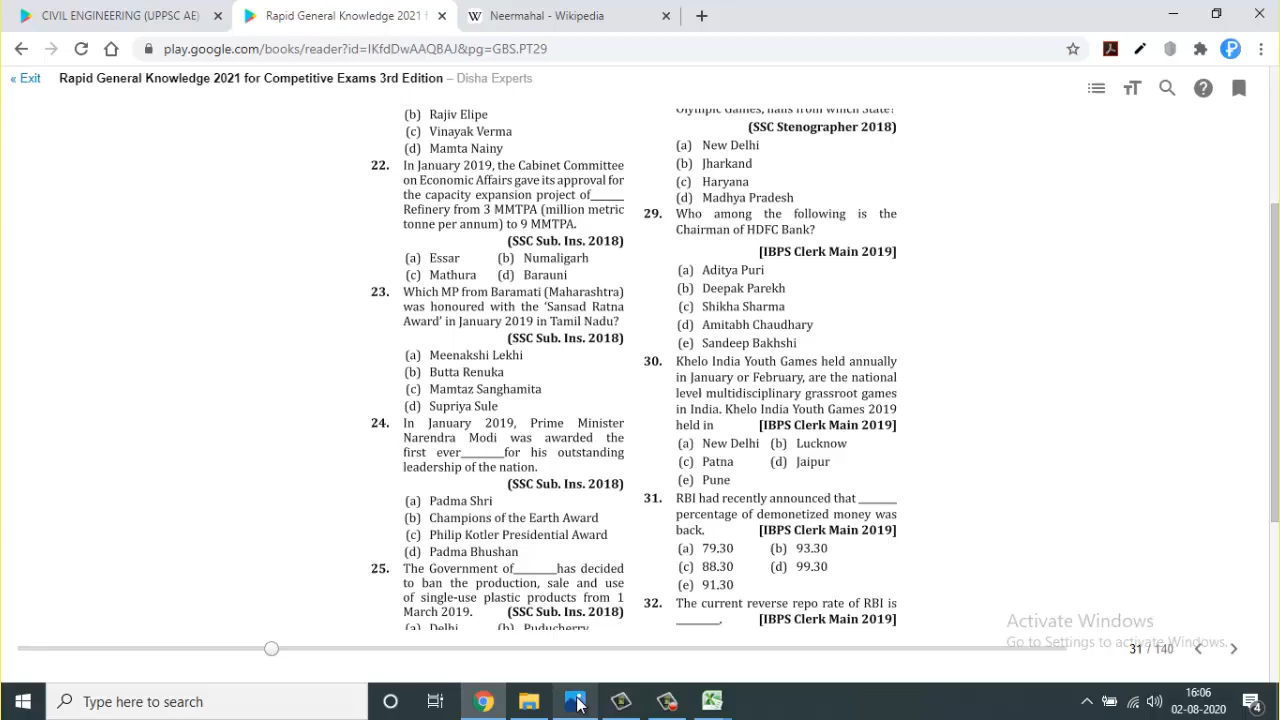 CIVIL ENGINEERING (UPPSC AE)
Rapid General Knowledge 2021 f
Neermahal - Wikipedia
play.google.com/books/reader?id=IKfdDwAAQBAJ&pg=GBS.PT29
« Exit Rapid General Knowledge 2021 for Competitive Exams 3rd Edition – Disha Experts
(b) Rajiv Elipe
(c) Vinayak Verma
(d) Mamta Nainy
22. In January 2019, the Cabinet Committee
on Economic Affairs gave its approval for
the capacity expansion project of______
Refinery from 3 MMTPA (million metric
tonne per annum) to 9 MMTPA.
(SSC Sub. Ins. 2018)
(a) Essar (b) Numaligarh
(c) Mathura (d) Barauni
23. Which MP from Baramati (Maharashtra)
was honoured with the ‘Sansad Ratna
Award’ in January 2019 in Tamil Nadu?
(SSC Sub. Ins. 2018)
(a) Meenakshi Lekhi
(b) Butta Renuka
(c) Mamtaz Sanghamita
(d) Supriya Sule
24. In January 2019, Prime Minister
Narendra Modi was awarded the
first ever________for his outstanding
leadership of the nation.
(SSC Sub. Ins. 2018)
(a) Padma Shri
(b) Champions of the Earth Award
(c) Philip Kotler Presidential Award
(d) Padma Bhushan
25. The Government of________has decided
to ban the production, sale and use
of single-use plastic products from 1
March 2019. (SSC Sub. Ins. 2018)
(a) Delhi (b) Puducherry
Olympic Games, hails from which State?
(SSC Stenographer 2018)
(a) New Delhi
(b) Jharkand
(c) Haryana
(d) Madhya Pradesh
29. Who among the following is the
Chairman of HDFC Bank?
[IBPS Clerk Main 2019]
(a) Aditya Puri
(b) Deepak Parekh
(c) Shikha Sharma
(d) Amitabh Chaudhary
(e) Sandeep Bakhshi
30. Khelo India Youth Games held annually
in January or February, are the national
level multidisciplinary grassroot games
in India. Khelo India Youth Games 2019
held in [IBPS Clerk Main 2019]
(a) New Delhi (b) Lucknow
(c) Patna (d) Jaipur
(e) Pune
31. RBI had recently announced that _______
percentage of demonetized money was
back. [IBPS Clerk Main 2019]
(a) 79.30 (b) 93.30
(c) 88.30 (d) 99.30
(e) 91.30
32. The current reverse repo rate of RBI is
________. [IBPS Clerk Main 2019]
Activate Windows
Go to Settings to activate Windows.
31 / 140
Type here to search
16:06
02-08-2020
4